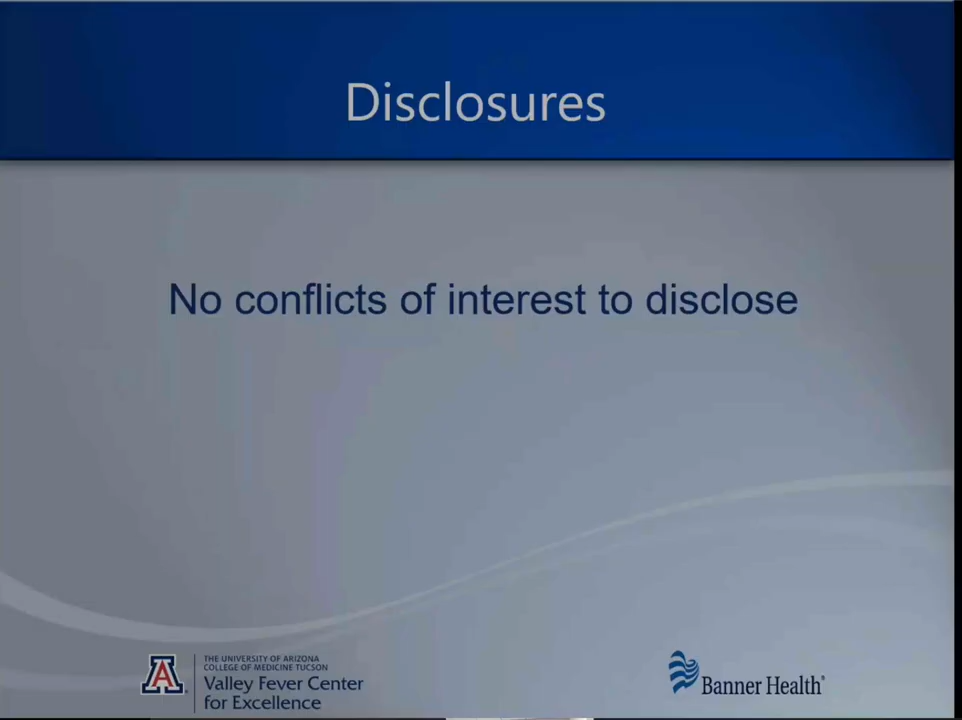 Disclosures
No conflicts of interest to disclose
A
THE UNIVERSITY OF ARIZONA
COLLEGE OF MEDICINE TUCSON
Valley Fever Center
for Excellence
Banner Health®